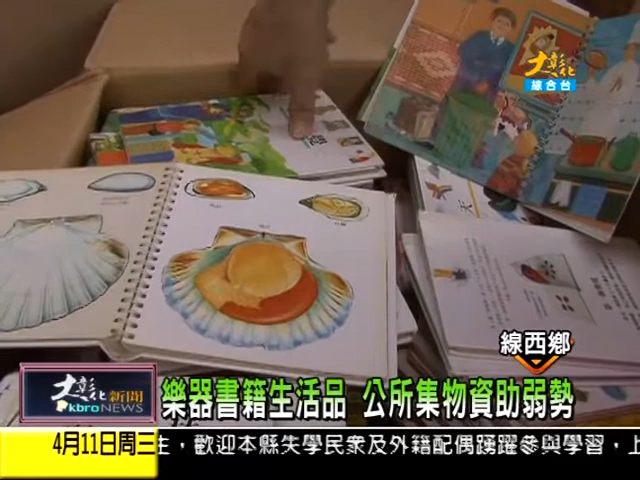 大彰化
綜合台
線西鄉
大彰化新聞
kbro NEWS
樂器書籍生活品 公所集物資助弱勢
4月11日周三
生，歡迎本縣失學民眾及外籍配偶踴躍參與學習，上